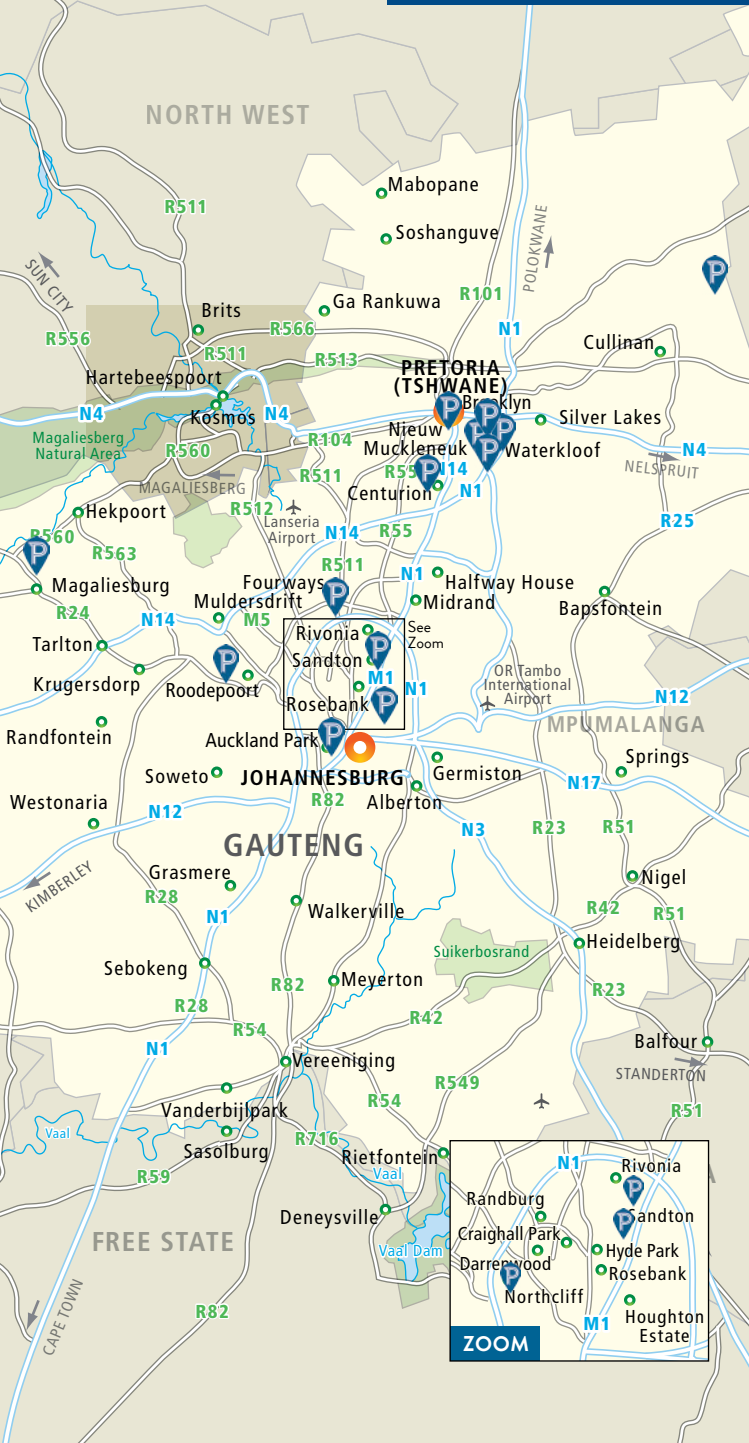 NORTH WEST
Mabopane
R511
Soshanguve
POLOKWANE
SUN CITY
R101
Ga Rankuwa
Brits
R566
N1
R556
R511
R513
Cullinan
PRETORIA
(TSHWANE)
Hartebeespoort
Brooklyn
N4
Kosmos
N4
Silver Lakes
Nieuw
Muckleneuk
Magaliesberg
Natural Area
R560
R104
Waterkloof
N4
NELSPRUIT
R511
R55
N14
MAGALIESBERG
Centurion
N1
Hekpoort
R512
Lanseria
Airport
N14
R55
R25
R560
R563
R511
Fourways
N1
Halfway House
Magaliesburg
Muldersdrift
Midrand
Bapsfontein
R24
N14
M5
Tarlton
Rivonia
See
Zoom
Sandton
Krugersdorp
Roodepoort
M1
N1
OR Tambo
International
Airport
N12
Rosebank
Randfontein
Auckland Park
MPUMALANGA
Soweto
JOHANNESBURG
Germiston
Springs
N17
Westonaria
N12
R82
Alberton
GAUTENG
N3
R23
R51
KIMBERLEY
Grasmere
R28
Nigel
N1
Walkerville
R42
R51
Suikerbosrand
Heidelberg
Sebokeng
Meyerton
R82
R23
R28
R54
R42
N1
Balfour
Vereeniging
STANDERTON
R549
R54
Vanderbijlpark
R51
Vaal
Sasolburg
R716
Rietfontein
R59
Vaal
Deneysville
FREE STATE
Vaal Dam
R82
CAPE TOWN
N1
Rivonia
Randburg
Sandton
Craighall Park
Hyde Park
Darrenwood
Rosebank
Northcliff
M1
Houghton
Estate
ZOOM